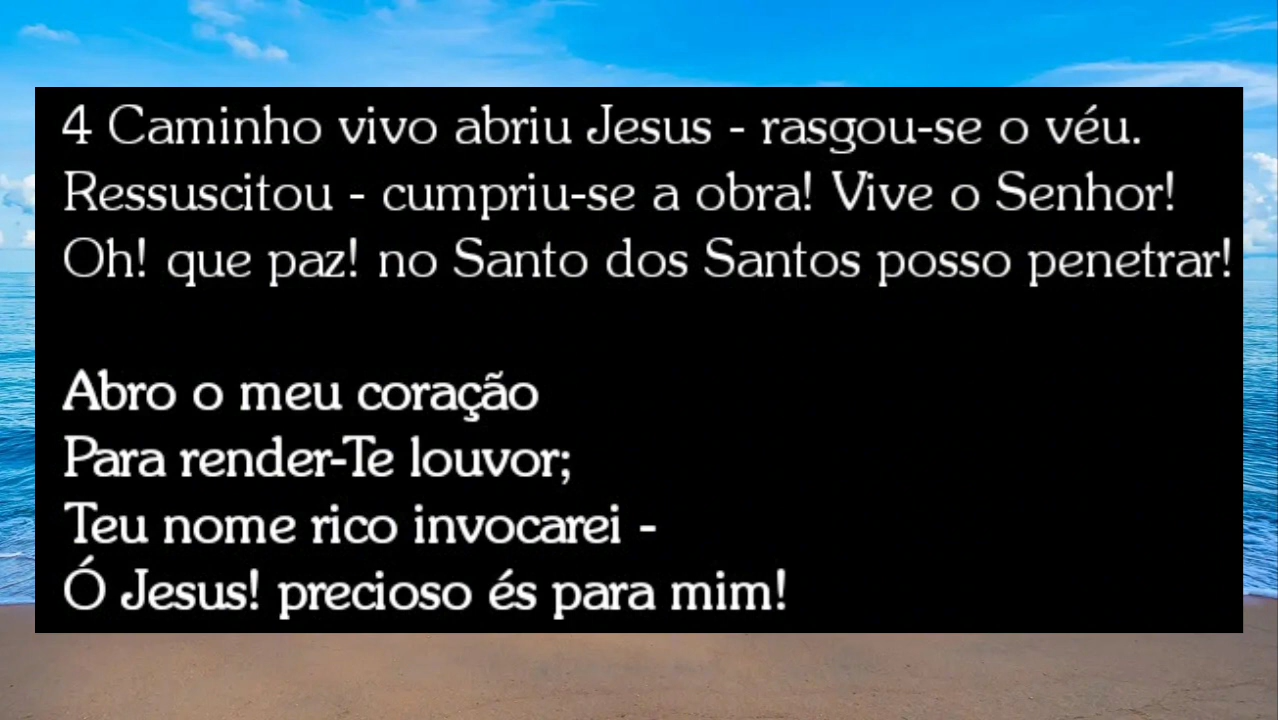 4 Caminho vivo abriu Jesus - rasgou-se o véu.
Ressuscitou - cumpriu-se a obra! Vive o Senhor!
Oh! que paz! no Santo dos Santos posso penetrar!
Abro o meu coração
Para render-Te louvor;
Teu nome rico invocarei -
Ó Jesus! precioso és para mim!